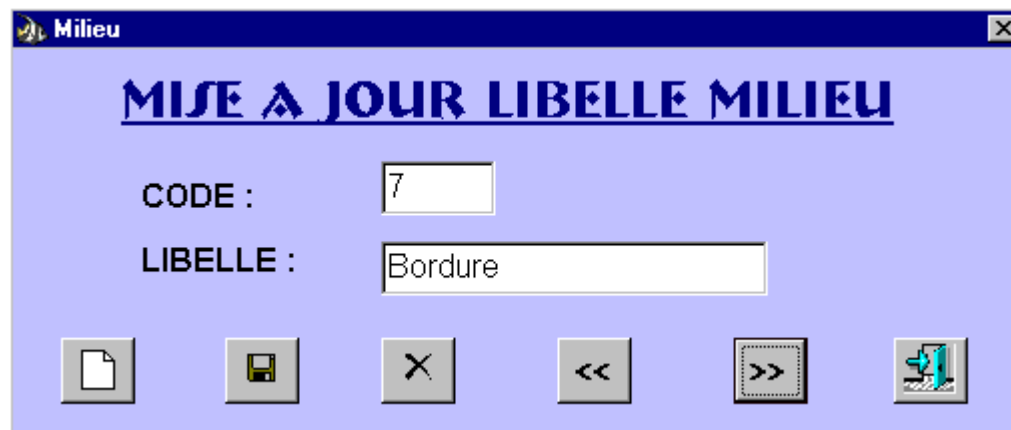 Milieu
MISE A JOUR LIBELLE MILIEU
CODE : 7
LIBELLE : Bordure
<< >>